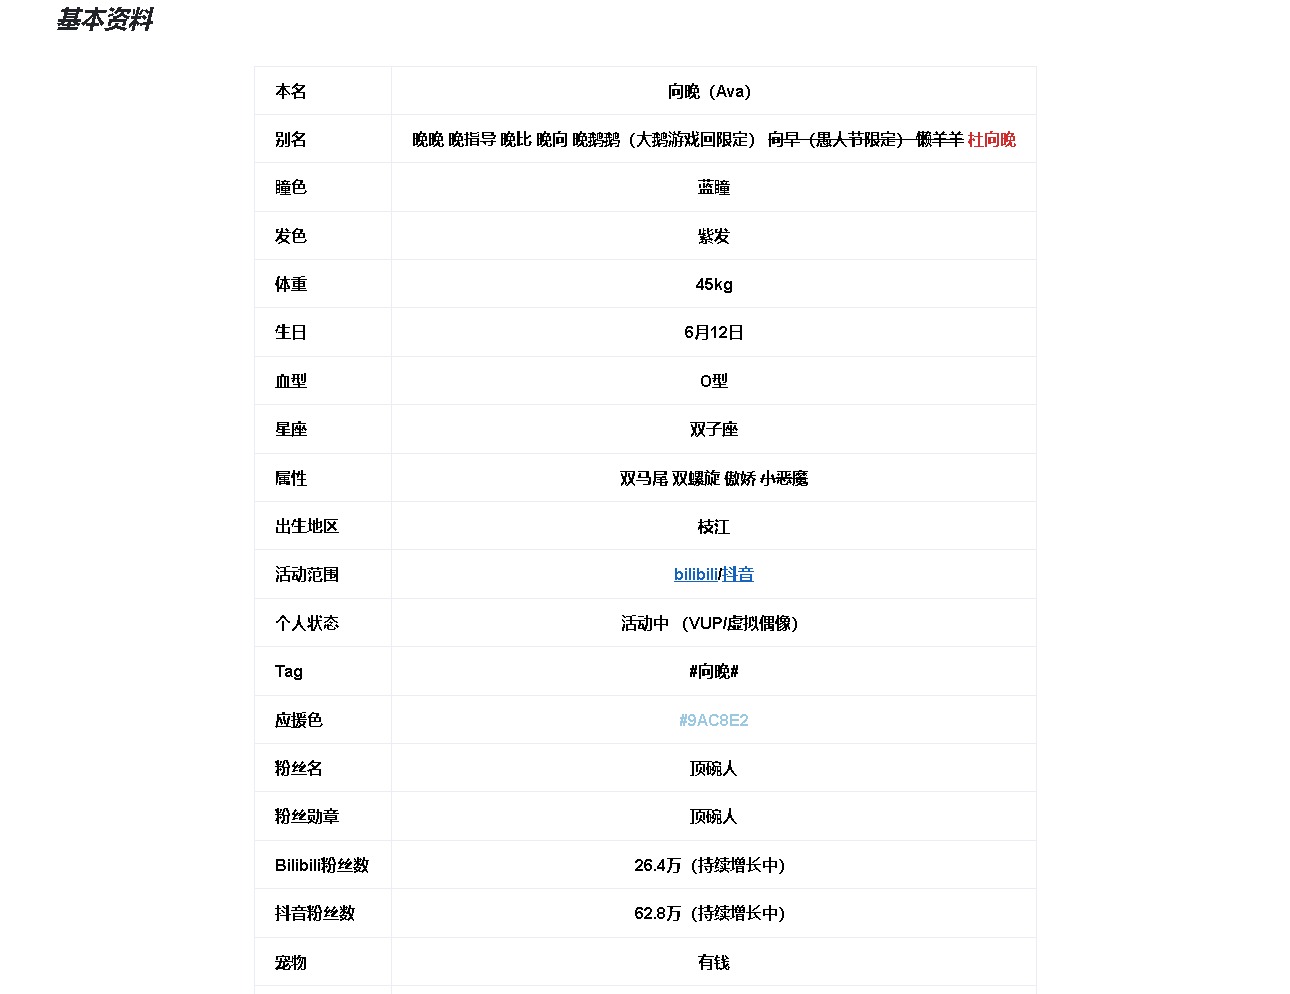 基本资料
本名 向晚（Ava）
别名 晚晚 晚指导 晚比 晚向 晚鹅鹅（大鹅游戏回限定） 向早（愚人节限定） 懒羊羊 杜向晚
瞳色 蓝瞳
发色 紫发
体重 45kg
生日 6月12日
血型 O型
星座 双子座
属性 双马尾 双螺旋 傲娇 小恶魔
出生地区 枝江
活动范围 bilibili/抖音
个人状态 活动中 （VUP/虚拟偶像）
Tag #向晚#
应援色 #9AC8E2
粉丝名 顶碗人
粉丝勋章 顶碗人
Bilibili粉丝数 26.4万（持续增长中）
抖音粉丝数 62.8万（持续增长中）
宠物 有钱